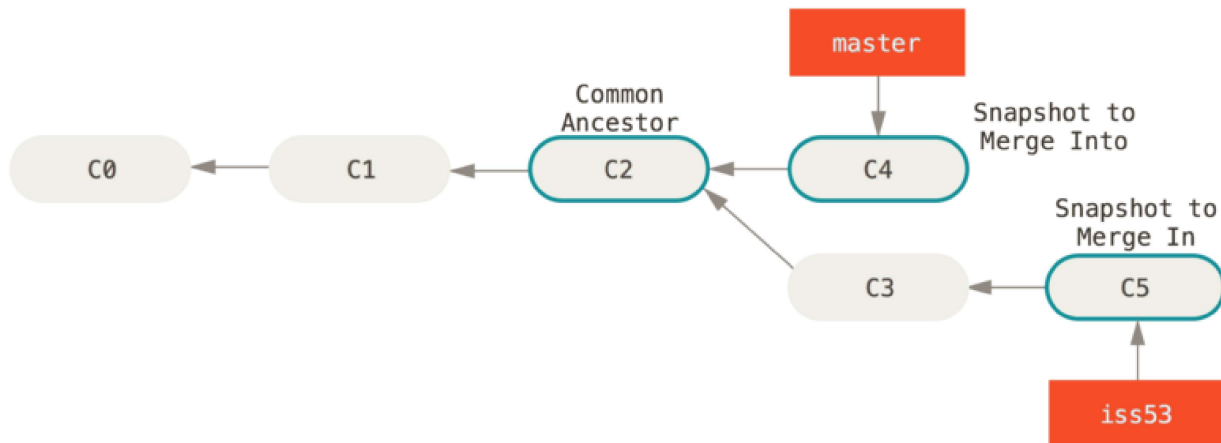 master
Common
Ancestor
Snapshot to
Merge Into
C0
C1
C2
C4
Snapshot to
Merge In
C3
C5
iss53